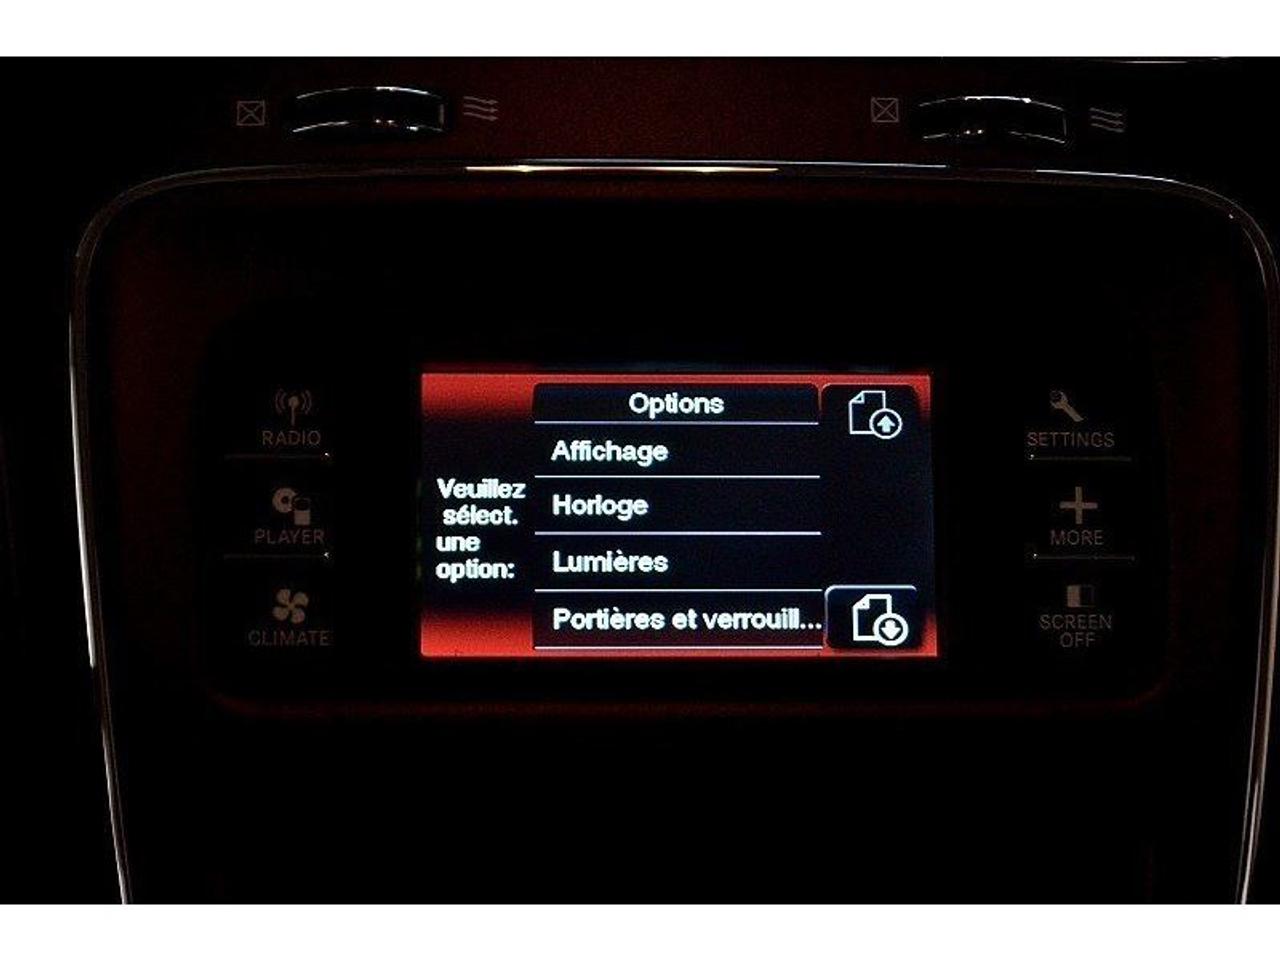 RADIO
PLAYER
CLIMATE
Veuillez
sélect.
une
option:
Options
Affichage
Horloge
Lumières
Portières et verrouill...
SETTINGS
MORE
SCREEN
OFF